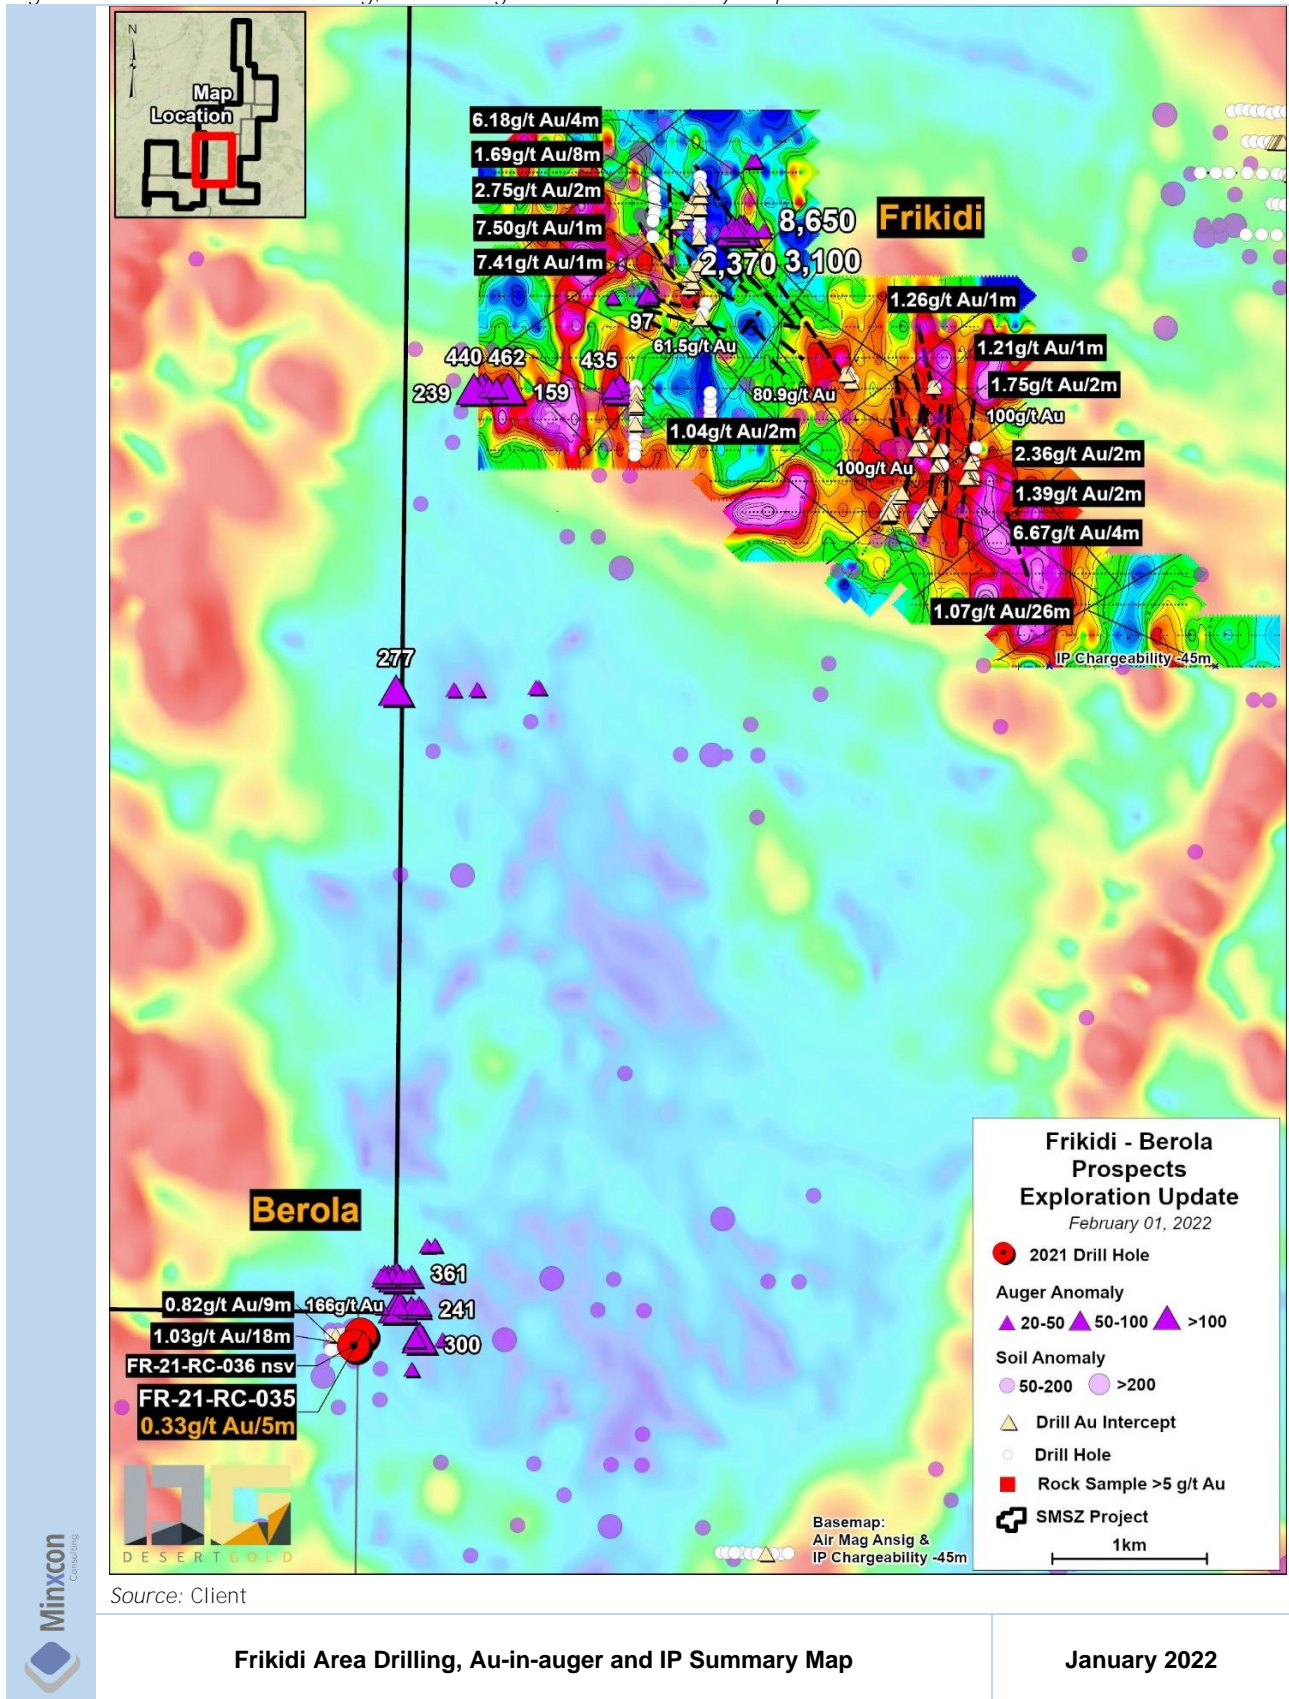 N
Map
Location
6.18g/t Au/4m
1.69g/t Au/8m
2.75g/t Au/2m
7.50g/t Au/1m
7.41g/t Au/1m
8,650
Frikidi
2,370 3,100
97
61.5g/t Au
1.26g/t Au/1m
1.21g/t Au/1m
1.75g/t Au/2m
100g/t Au
440 462
435
239
159
80.9g/t Au
1.04g/t Au/2m
100g/t Au
2.36g/t Au/2m
1.39g/t Au/2m
6.67g/t Au/4m
1.07g/t Au/26m
IP Chargeability -45m
277
Berola
361
0.82g/t Au/9m
166g/t Au
241
1.03g/t Au/18m
300
FR-21-RC-036 nsv
FR-21-RC-035
0.33g/t Au/5m
DESERT GOLD
Basemap:
Air Mag Ansig &
IP Chargeability -45m
Frikidi - Berola
Prospects
Exploration Update
February 01, 2022
2021 Drill Hole
Auger Anomaly
20-50 50-100 >100
Soil Anomaly
50-200 >200
Drill Au Intercept
Drill Hole
Rock Sample >5 g/t Au
SMSZ Project
1km
Minxcon
Consulting
Source: Client
Frikidi Area Drilling, Au-in-auger and IP Summary Map
January 2022